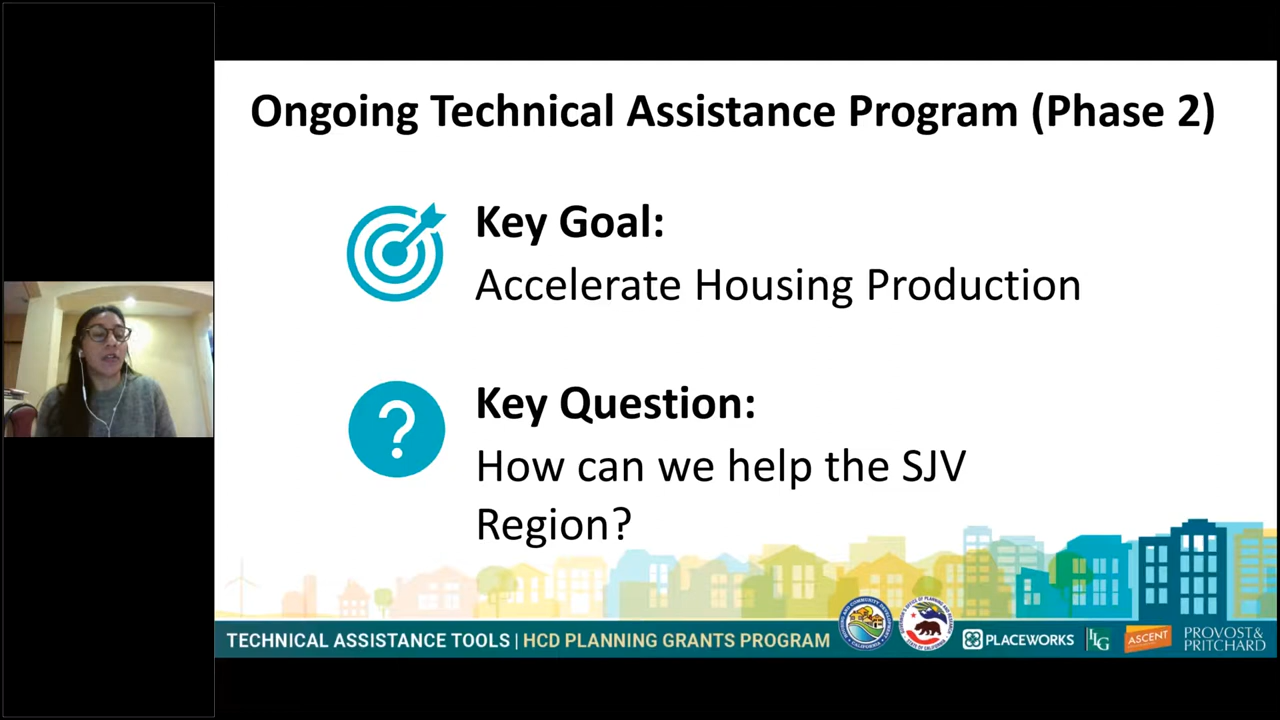 Ongoing Technical Assistance Program (Phase 2)
Key Goal:
Accelerate Housing Production
?
Key Question:
How can we help the SJV
Region?
TECHNICAL ASSISTANCE TOOLS | HCD PLANNING GRANTS PROGRAM
PLACEWORKS
ILG
ASCENT
PROVOST&
PRITCHARD